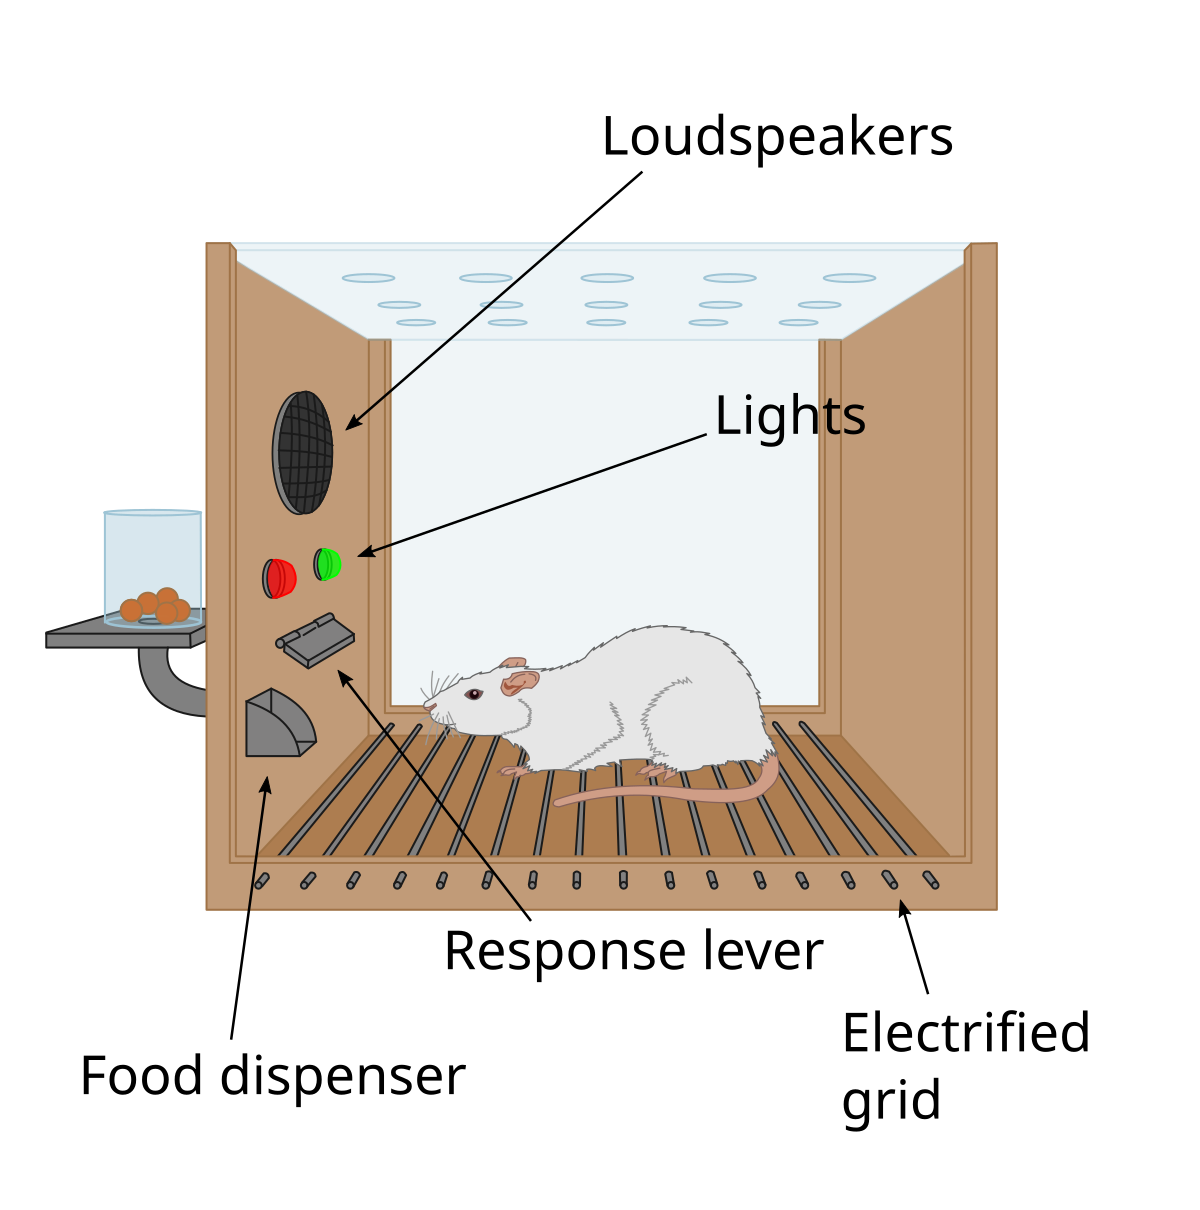 Loudspeakers
Lights
Response lever
Electrified
grid
Food dispenser